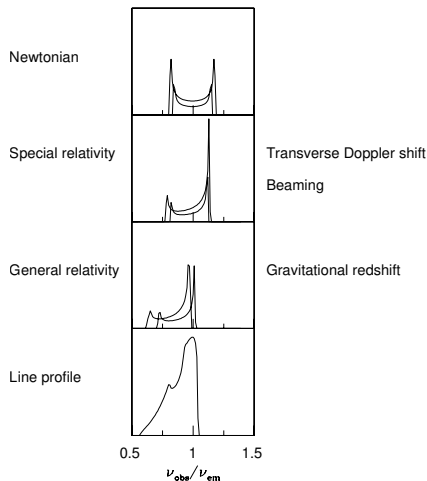 Newtonian
Special relativity
Transverse Doppler shift
Beaming
General relativity
Gravitational redshift
Line profile
0.5 1 1.5
νobs/νem